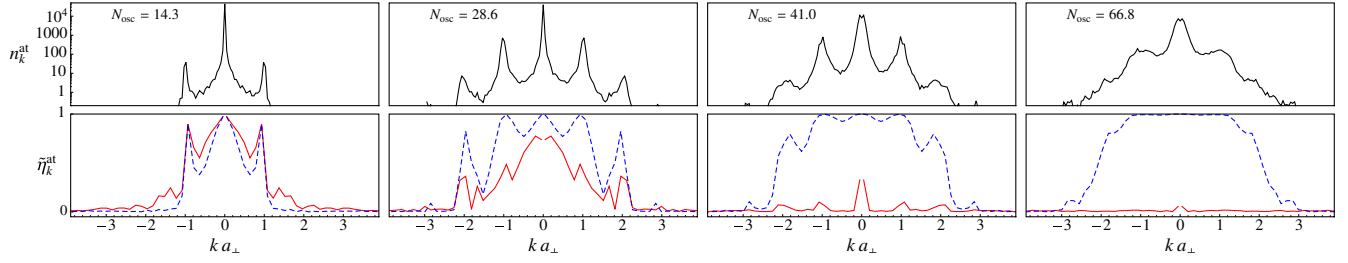 N_osc = 14.3 N_osc = 28.6 N_osc = 41.0 N_osc = 66.8
10⁴
1000
n_k^at
100
10
1
1
η̃_k^at
0
−3 −2 −1 0 1 2 3 −3 −2 −1 0 1 2 3 −3 −2 −1 0 1 2 3 −3 −2 −1 0 1 2 3
k a_⊥ k a_⊥ k a_⊥ k a_⊥